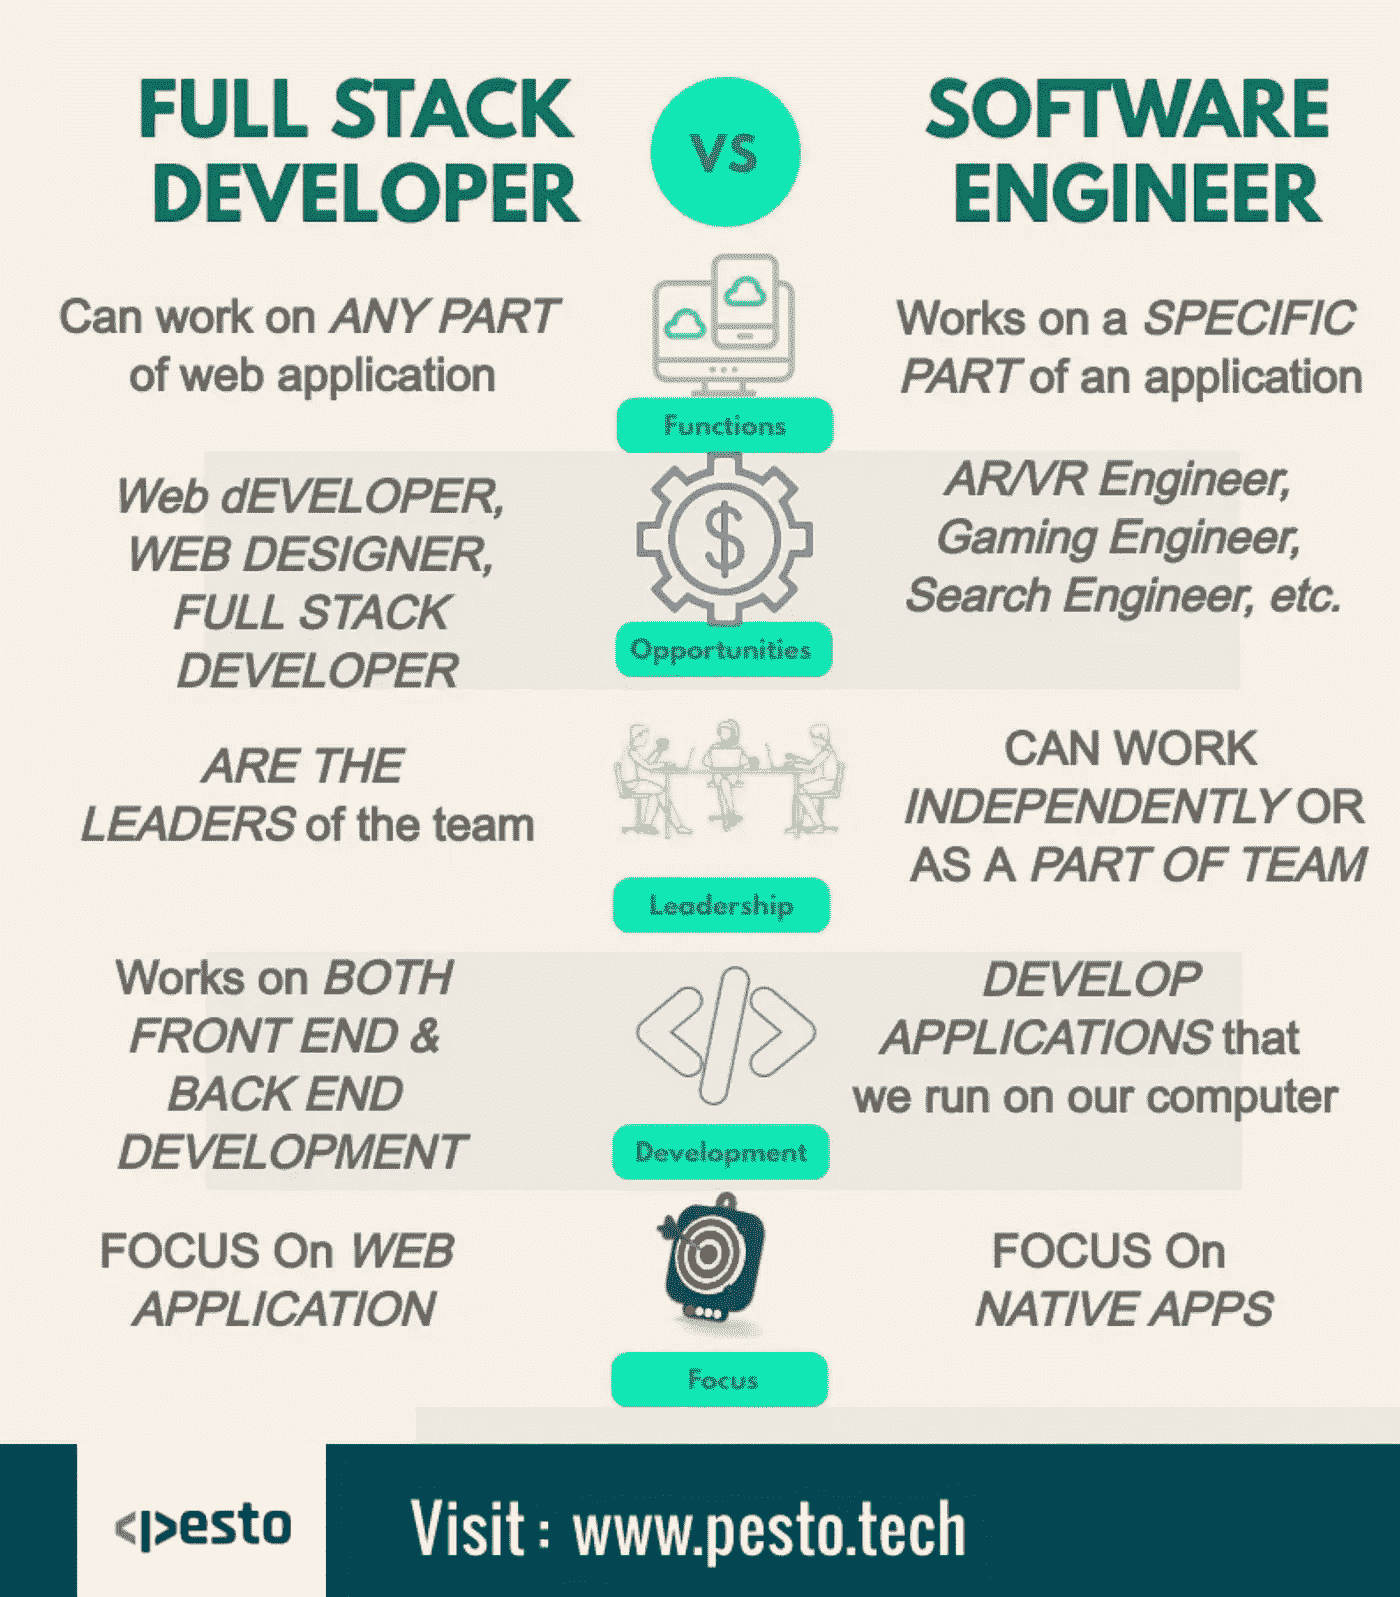 FULL STACK
DEVELOPER
VS
SOFTWARE
ENGINEER
Can work on ANY PART
of web application
Functions
Works on a SPECIFIC
PART of an application
Web dEVELOPER,
WEB DESIGNER,
FULL STACK
DEVELOPER
Opportunities
AR/VR Engineer,
Gaming Engineer,
Search Engineer, etc.
ARE THE
LEADERS of the team
Leadership
CAN WORK
INDEPENDENTLY OR
AS A PART OF TEAM
Works on BOTH
FRONT END &
BACK END
DEVELOPMENT
Development
DEVELOP
APPLICATIONS that
we run on our computer
FOCUS On WEB
APPLICATION
Focus
FOCUS On
NATIVE APPS
<pesto
Visit : www.pesto.tech